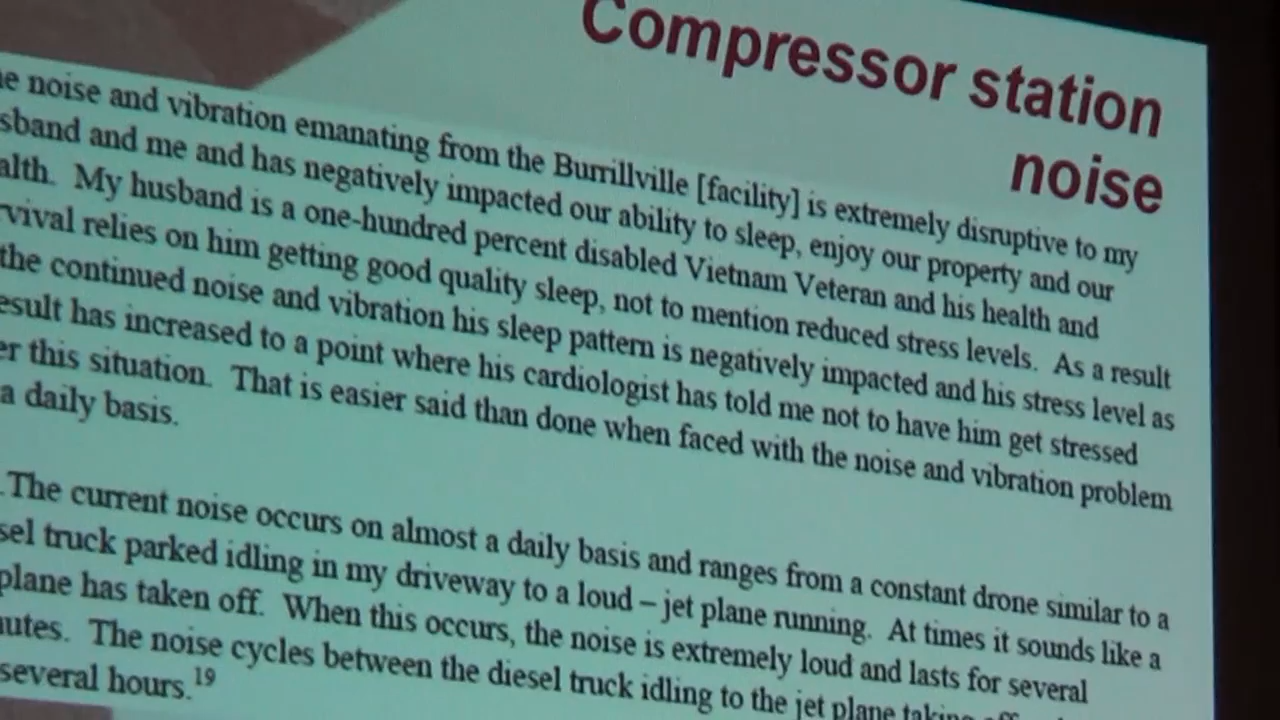 Compressor station
noise
noise and vibration emanating from the Burrillville [facility] is extremely disruptive to my
and me and has negatively impacted our ability to sleep, enjoy our property and our
My husband is a one-hundred percent disabled Vietnam Veteran and his health and
relies on him getting good quality sleep, not to mention reduced stress levels. As a result
the continued noise and vibration his sleep pattern is negatively impacted and his stress level as
has increased to a point where his cardiologist has told me not to have him get stressed
this situation. That is easier said than done when faced with the noise and vibration problem
a daily basis.
The current noise occurs on almost a daily basis and ranges from a constant drone similar to a
truck parked idling in my driveway to a loud – jet plane running. At times it sounds like a
plane has taken off. When this occurs, the noise is extremely loud and lasts for several
The noise cycles between the diesel truck idling to the jet plane taking
several hours.19